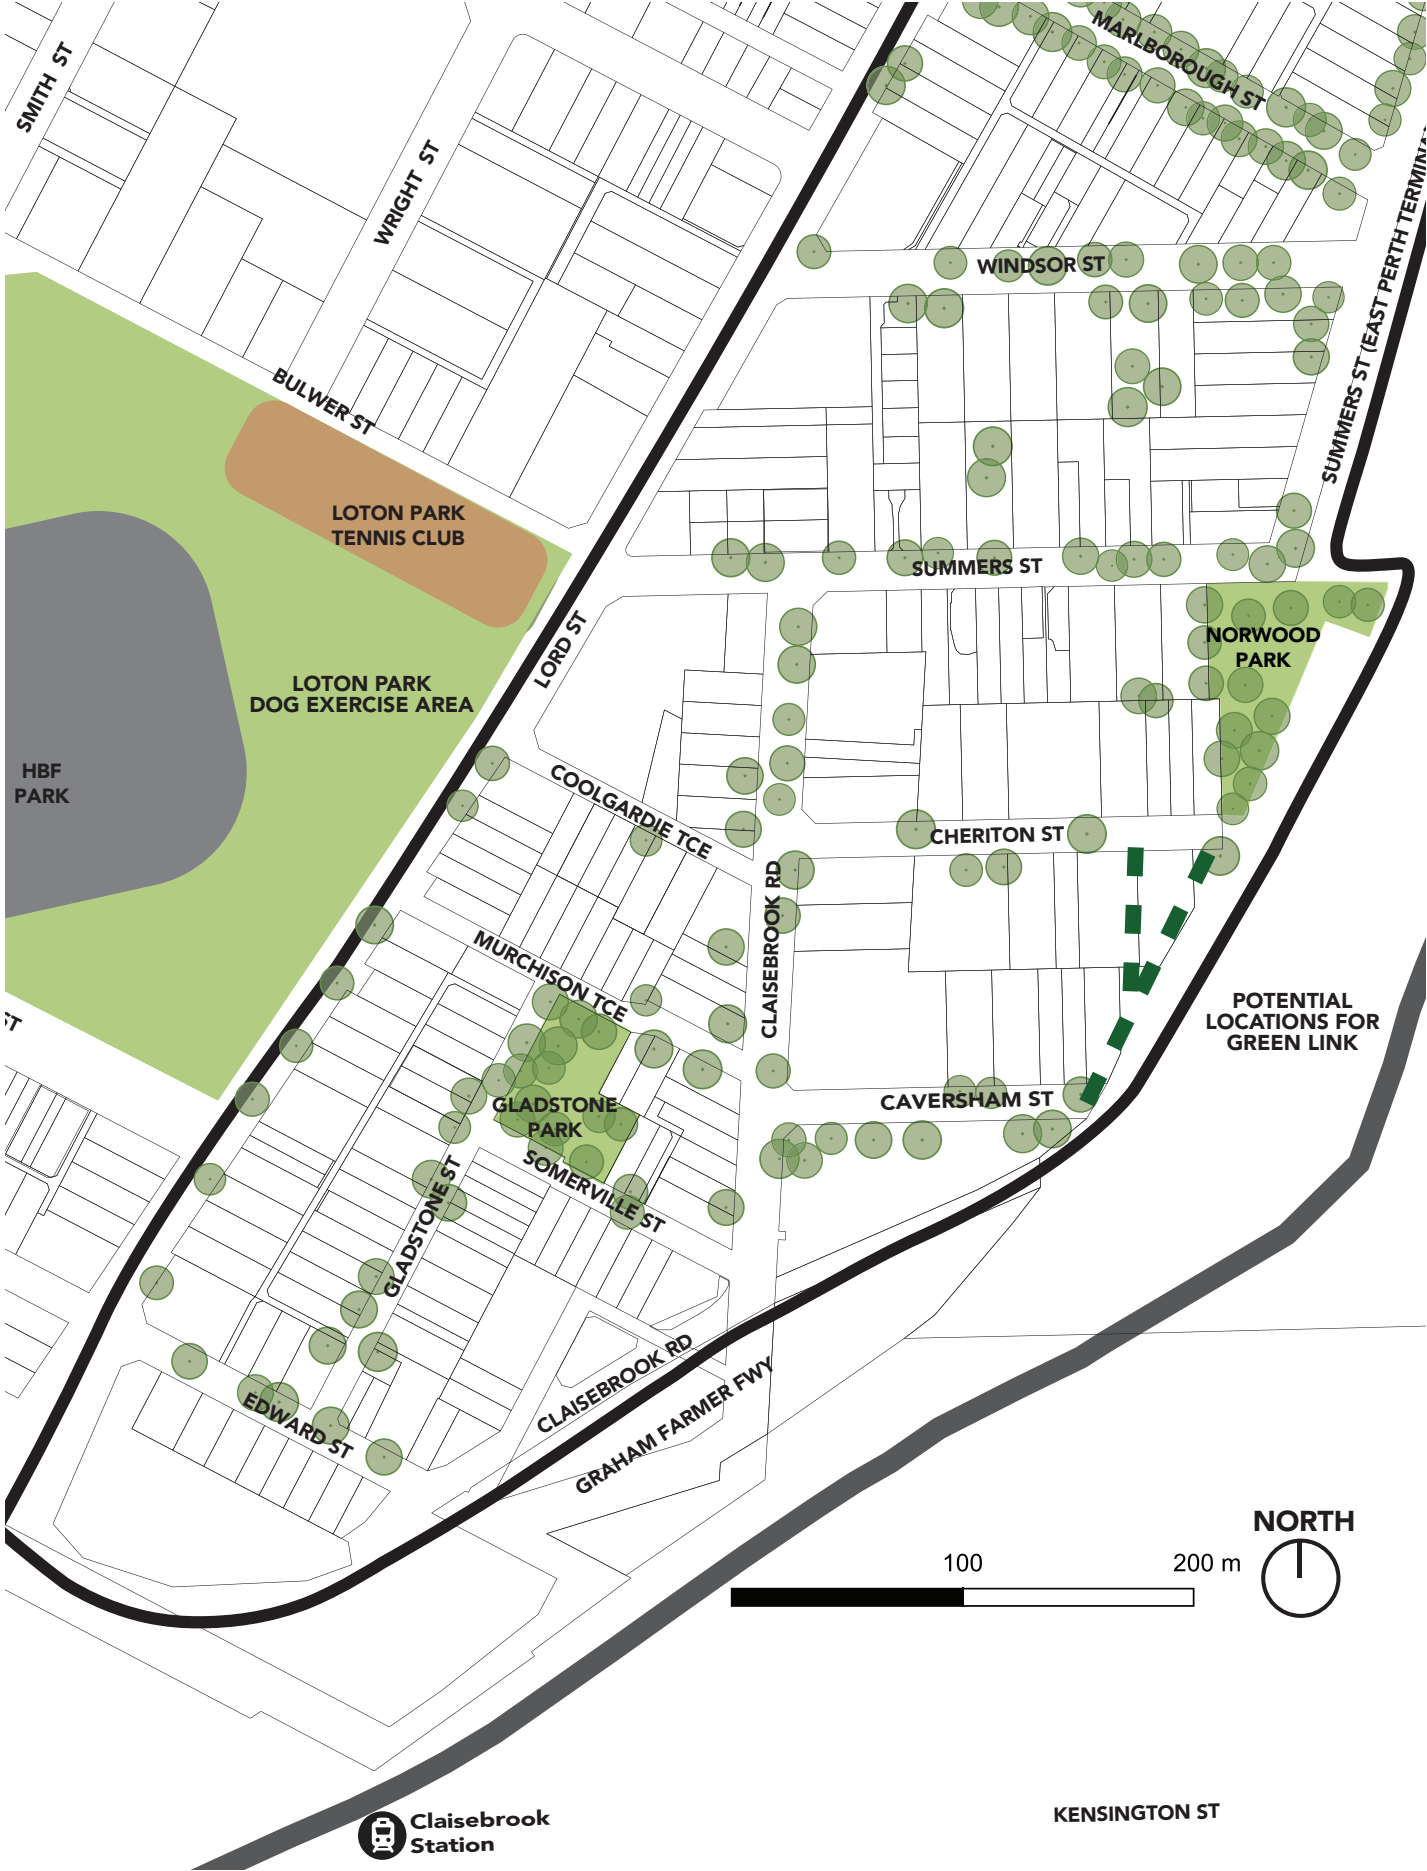 MARLBOROUGH ST
SMITH ST
WRIGHT ST
WINDSOR ST
SUMMERS ST (EAST PERTH TERMINA
BULWER ST
LOTON PARK
TENNIS CLUB
SUMMERS ST
LORD ST
NORWOOD
PARK
LOTON PARK
DOG EXERCISE AREA
HBF
PARK
COOLGARDIE TCE
CHERITON ST
CLAISEBROOK RD
MURCHISON TCE
POTENTIAL
LOCATIONS FOR
GREEN LINK
ST
GLADSTONE
PARK
CAVERSHAM ST
SOMERVILLE ST
GLADSTONE ST
CLAISEBROOK RD
GRAHAM FARMER FWY
EDWARD ST
NORTH
100
200 m
Claisebrook
Station
KENSINGTON ST